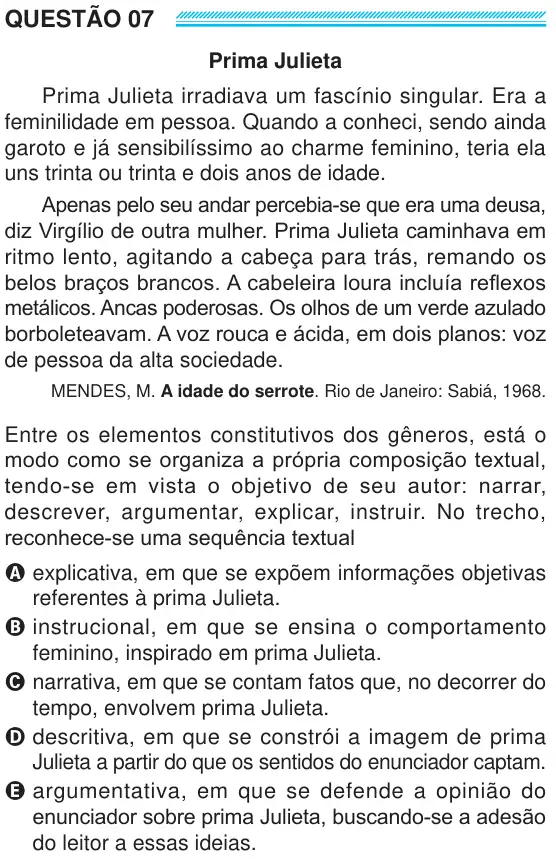 QUESTÃO 07
Prima Julieta
Prima Julieta irradiava um fascínio singular. Era a
feminilidade em pessoa. Quando a conheci, sendo ainda
garoto e já sensibilíssimo ao charme feminino, teria ela
uns trinta ou trinta e dois anos de idade.
Apenas pelo seu andar percebia-se que era uma deusa,
diz Virgílio de outra mulher. Prima Julieta caminhava em
ritmo lento, agitando a cabeça para trás, remando os
belos braços brancos. A cabeleira loura incluía reflexos
metálicos. Ancas poderosas. Os olhos de um verde azulado
borboleteavam. A voz rouca e ácida, em dois planos: voz
de pessoa da alta sociedade.
MENDES, M. A idade do serrote. Rio de Janeiro: Sabiá, 1968.
Entre os elementos constitutivos dos gêneros, está o
modo como se organiza a própria composição textual,
tendo-se em vista o objetivo de seu autor: narrar,
descrever, argumentar, explicar, instruir. No trecho,
reconhece-se uma sequência textual
A explicativa, em que se expõem informações objetivas
referentes à prima Julieta.
B instrucional, em que se ensina o comportamento
feminino, inspirado em prima Julieta.
C narrativa, em que se contam fatos que, no decorrer do
tempo, envolvem prima Julieta.
D descritiva, em que se constrói a imagem de prima
Julieta a partir do que os sentidos do enunciador captam.
E argumentativa, em que se defende a opinião do
enunciador sobre prima Julieta, buscando-se a adesão
do leitor a essas ideias.